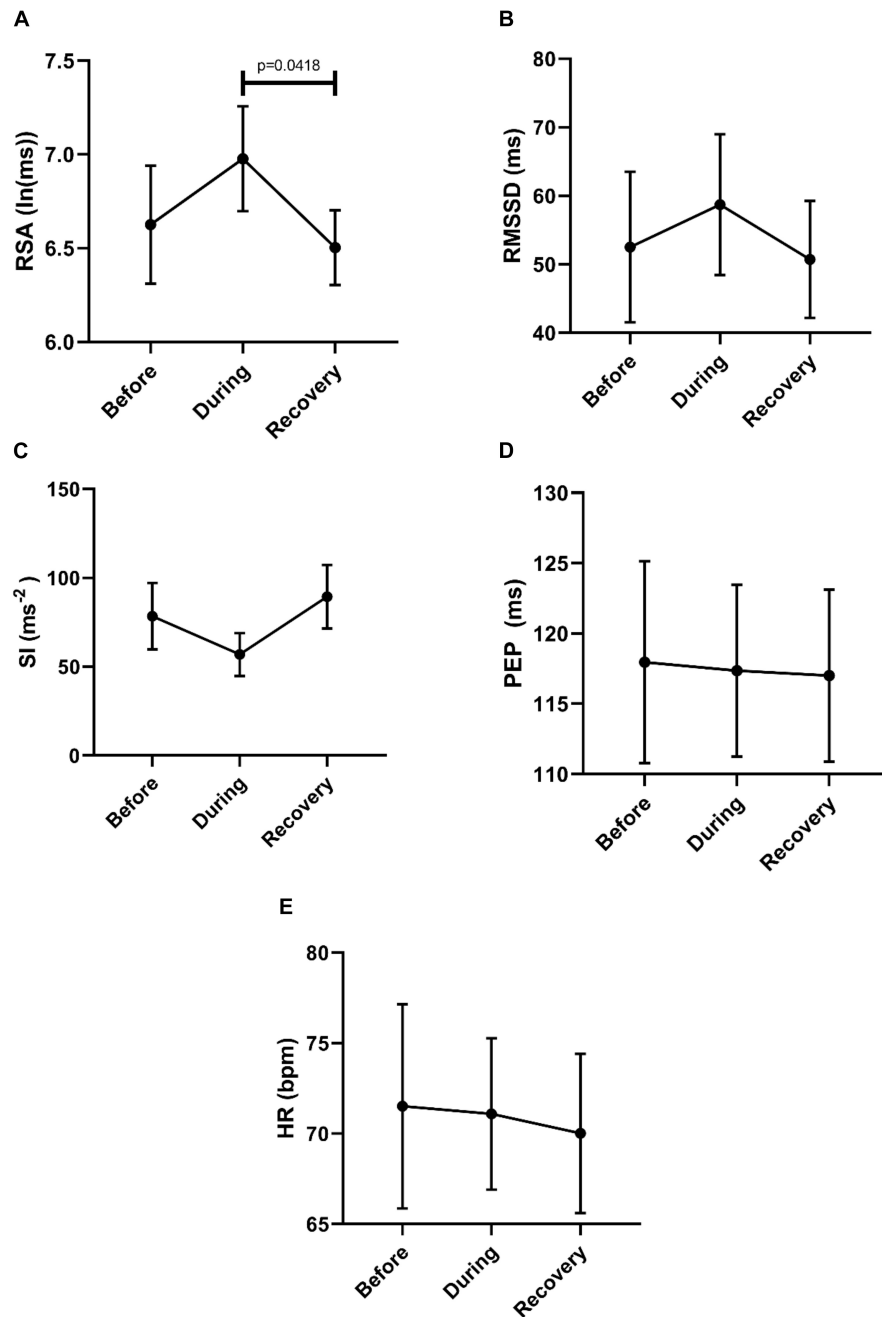 A
RSA (ln(ms))
7.5
7.0
6.5
6.0
p=0.0418
Before
During
Recovery
B
RMSSD (ms)
80
70
60
50
40
Before
During
Recovery
C
SI (ms⁻²)
150
100
50
0
Before
During
Recovery
D
PEP (ms)
130
125
120
115
110
Before
During
Recovery
E
HR (bpm)
80
75
70
65
Before
During
Recovery